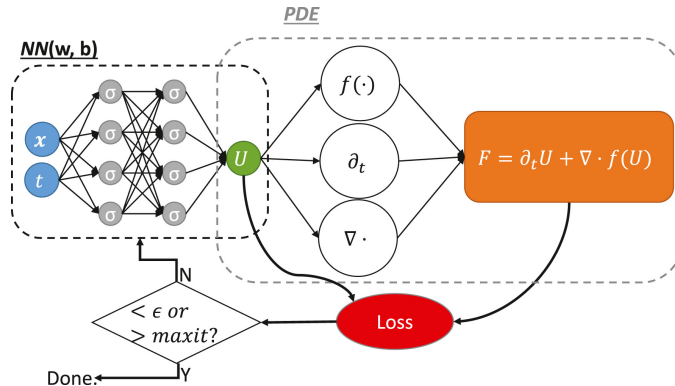 PDE
NN(w, b)
σ σ
σ σ
σ σ
σ σ
x
t
U
f(·)
∂ₜ
∇ ·
F = ∂ₜU + ∇ · f(U)
Loss
< ϵ or
> maxit?
N
Y
Done.